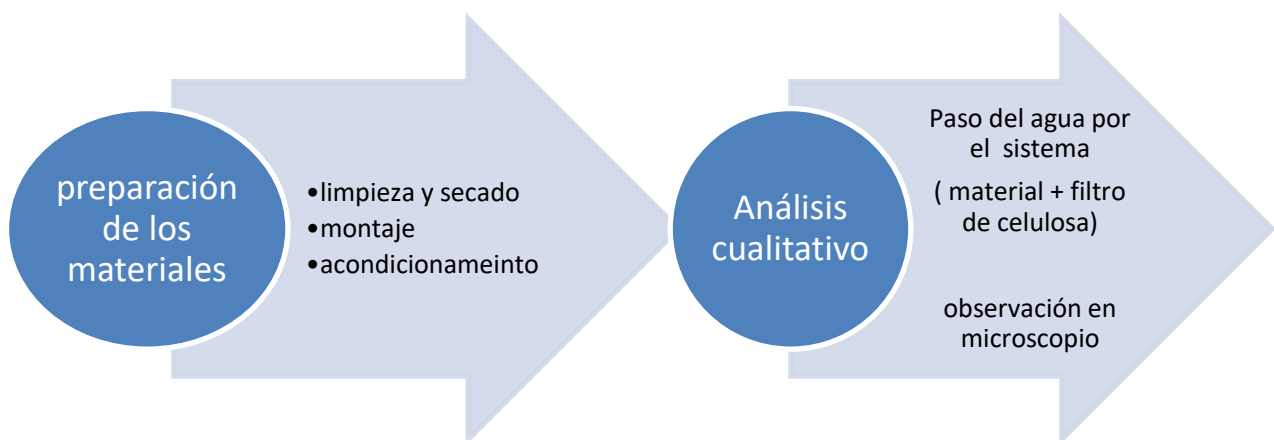 preparación
de los
materiales
•limpieza y secado
•montaje
•acondicionameinto
Análisis
cualitativo
Paso del agua por
el sistema
( material + filtro
de celulosa)
observación en
microscopio